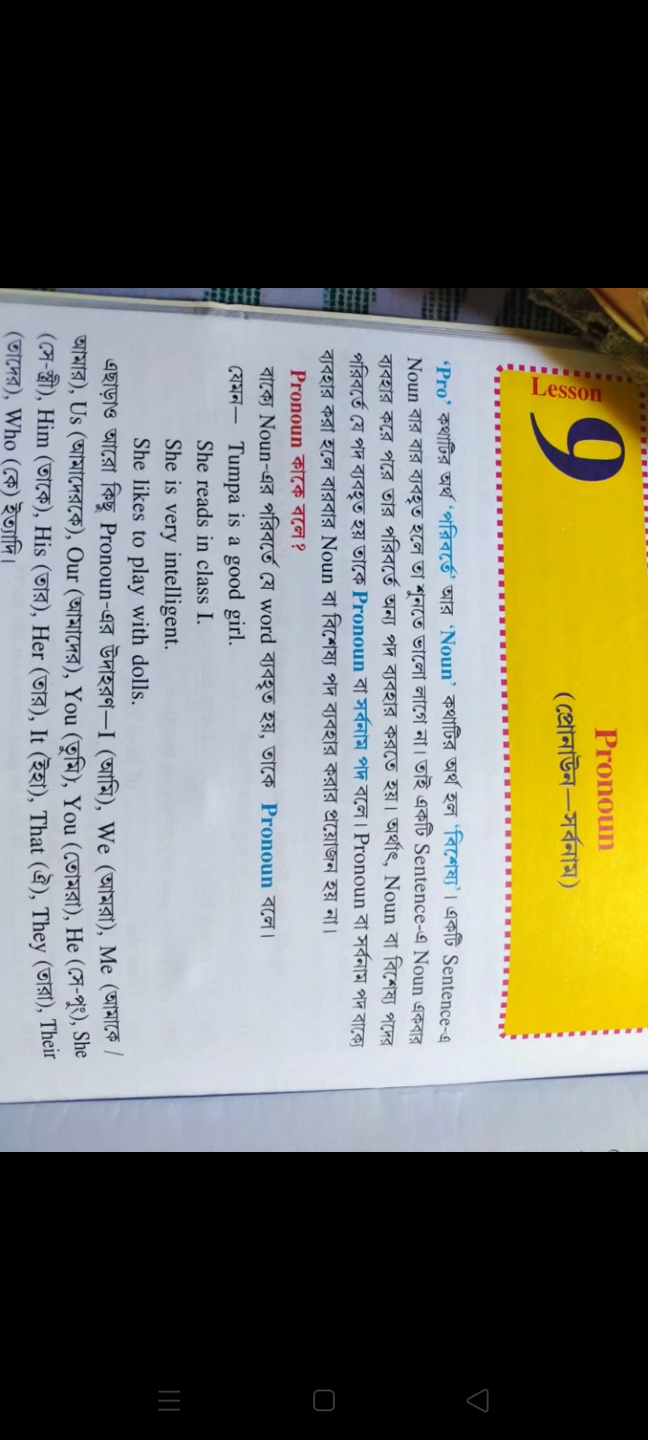 Lesson
9
Pronoun
(প্রোনাউন—সর্বনাম)
‘Pro’ কথাটির অর্থ ‘পরিবর্তে’ আর ‘Noun’ কথাটির অর্থ হল ‘বিশেষ্য’। একটি Sentence-এ
Noun বার বার ব্যবহৃত হলে তা শুনতে ভালো লাগে না। তাই একটি Sentence-এ Noun একবার
ব্যবহার করে পরে তার পরিবর্তে অন্য পদ ব্যবহার করতে হয়। অর্থাৎ, Noun বা বিশেষ্য পদের
পরিবর্তে যে পদ ব্যবহৃত হয় তাকে Pronoun বা সর্বনাম পদ বলে। Pronoun বা সর্বনাম পদ বাক্যে
ব্যবহার করা হলে বারবার Noun বা বিশেষ্য পদ ব্যবহার করার প্রয়োজন হয় না।
Pronoun কাকে বলে?
বাক্যে Noun-এর পরিবর্তে যে word ব্যবহৃত হয়, তাকে Pronoun বলে।
যেমন— Tumpa is a good girl.
She reads in class I.
She is very intelligent.
She likes to play with dolls.
এছাড়াও আরো কিছু Pronoun-এর উদাহরণ—I (আমি), We (আমরা), Me (আমাকে /
আমার), Us (আমাদেরকে), Our (আমাদের), You (তুমি), You (তোমরা), He (সে-পুং), She
(সে-স্ত্রী), Him (তাকে), His (তার), Her (তার), It (ইহা), That (ঐ), They (তারা), Their
(তাদের), Who (কে) ইত্যাদি।